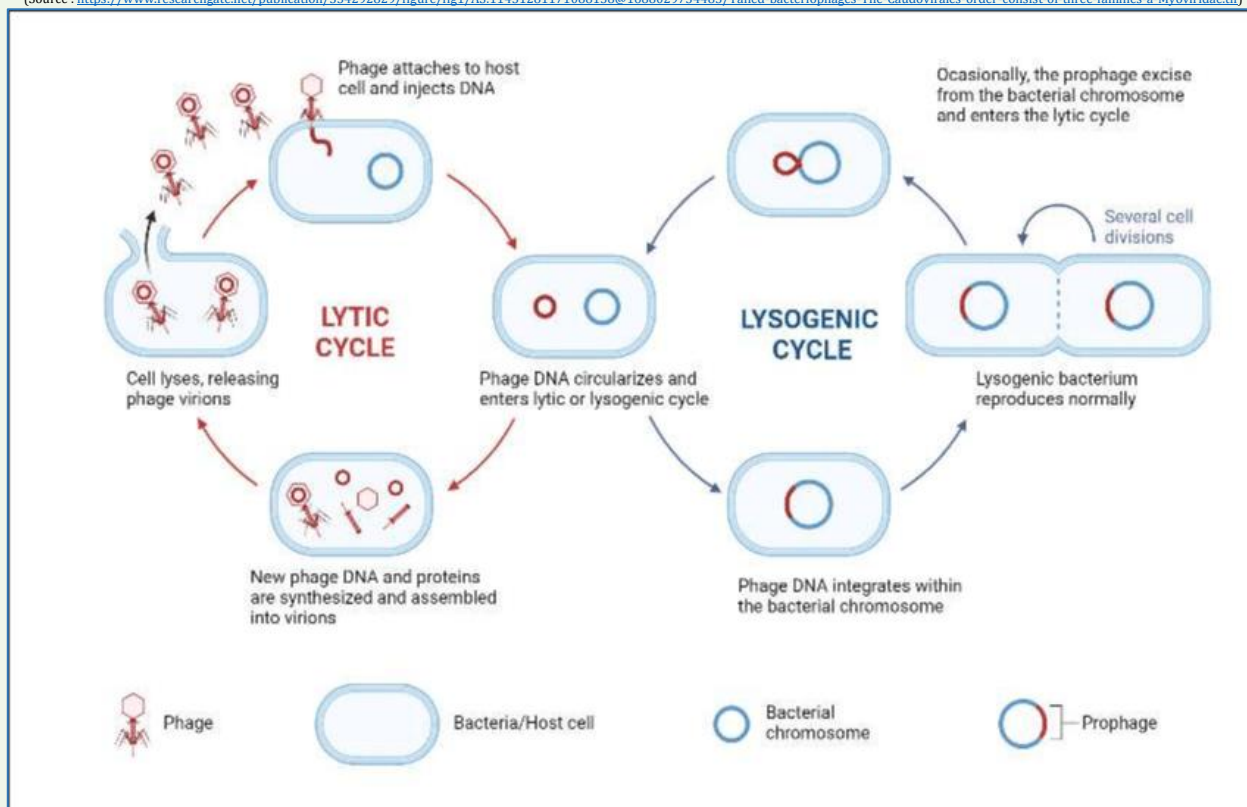 (Source :
Phage attaches to host
cell and injects DNA
Ocasionally, the prophage excise
from the bacterial chromosome
and enters the lytic cycle
Several cell
divisions
LYTIC
CYCLE
LYSOGENIC
CYCLE
Cell lyses, releasing
phage virions
Phage DNA circularizes and
enters lytic or lysogenic cycle
Lysogenic bacterium
reproduces normally
New phage DNA and proteins
are synthesized and assembled
into virions
Phage DNA integrates within
the bacterial chromosome
Phage
Bacteria/Host cell
Bacterial
chromosome
Prophage